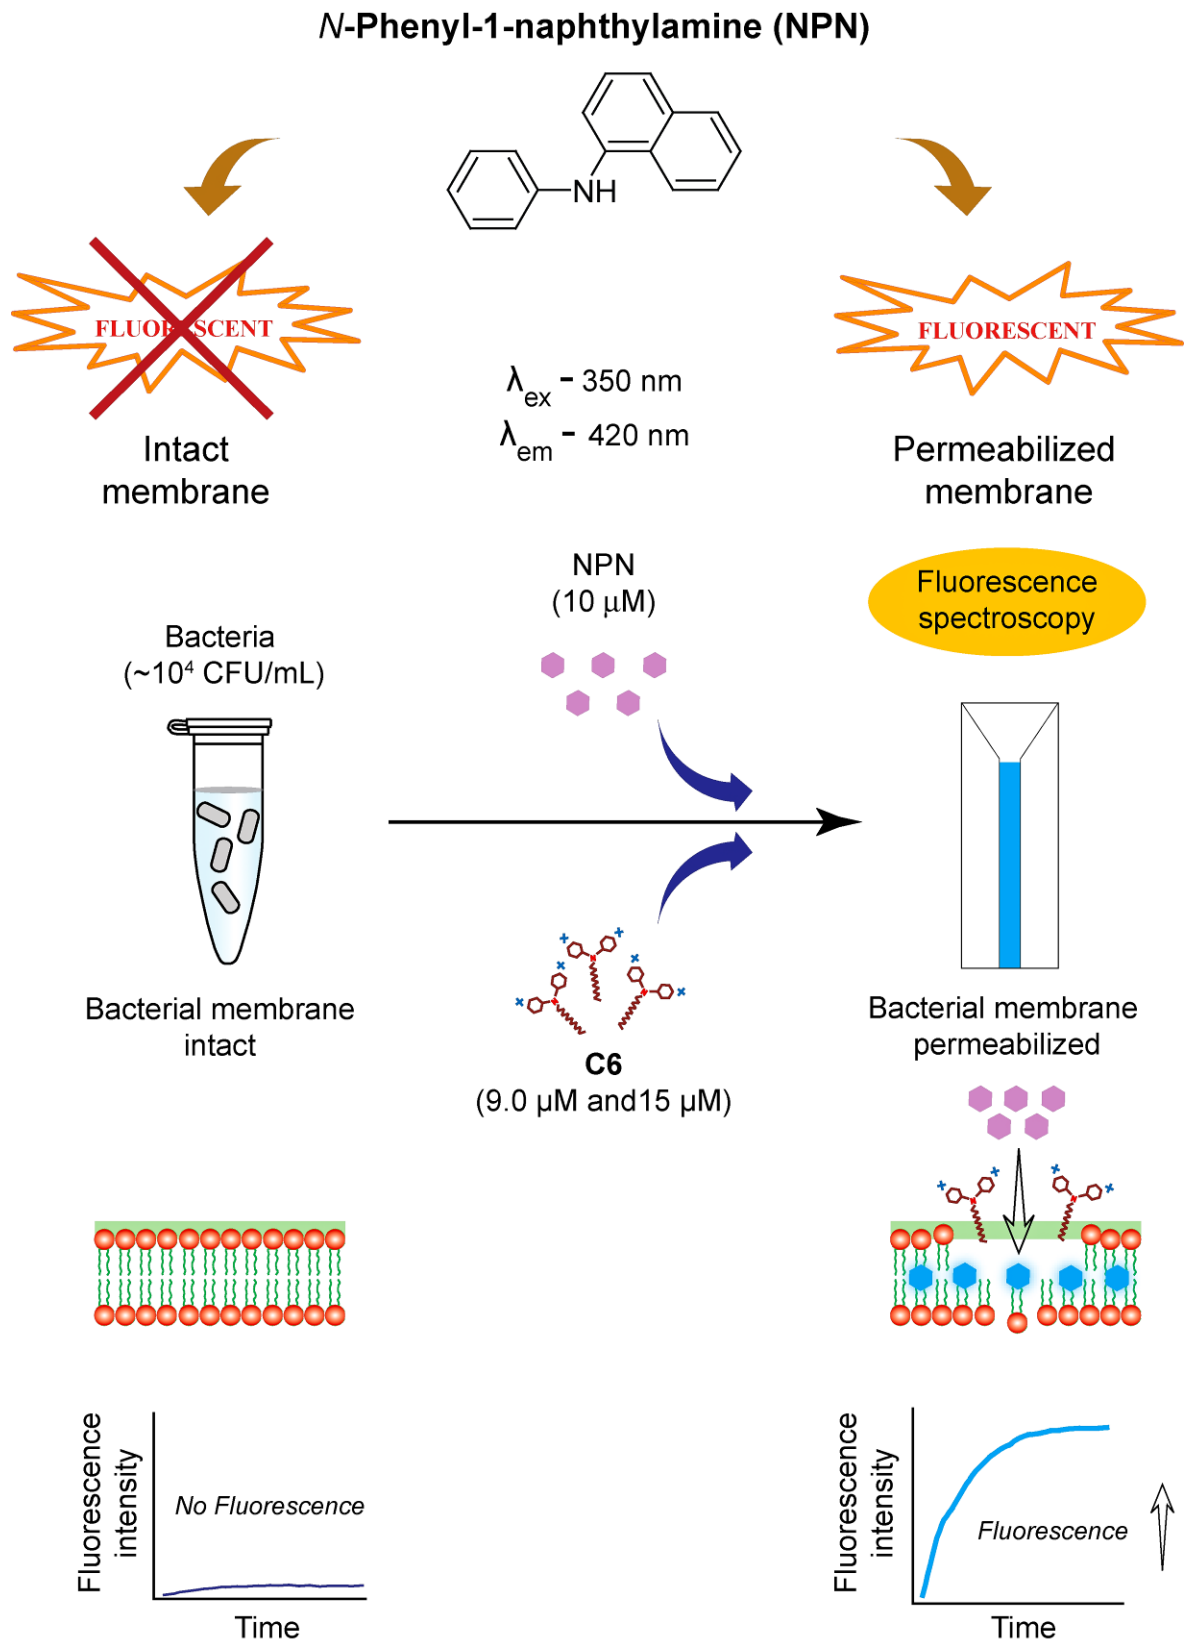 N-Phenyl-1-naphthylamine (NPN)
NH
FLUORESCENT
FLUORESCENT
λex - 350 nm
λem - 420 nm
Intact
membrane
Permeabilized
membrane
NPN
(10 μM)
Fluorescence
spectroscopy
Bacteria
(~10⁴ CFU/mL)
Bacterial membrane
intact
C6
(9.0 µM and15 µM)
Bacterial membrane
permeabilized
Fluorescence
intensity
No Fluorescence
Time
Fluorescence
intensity
Fluorescence
Time